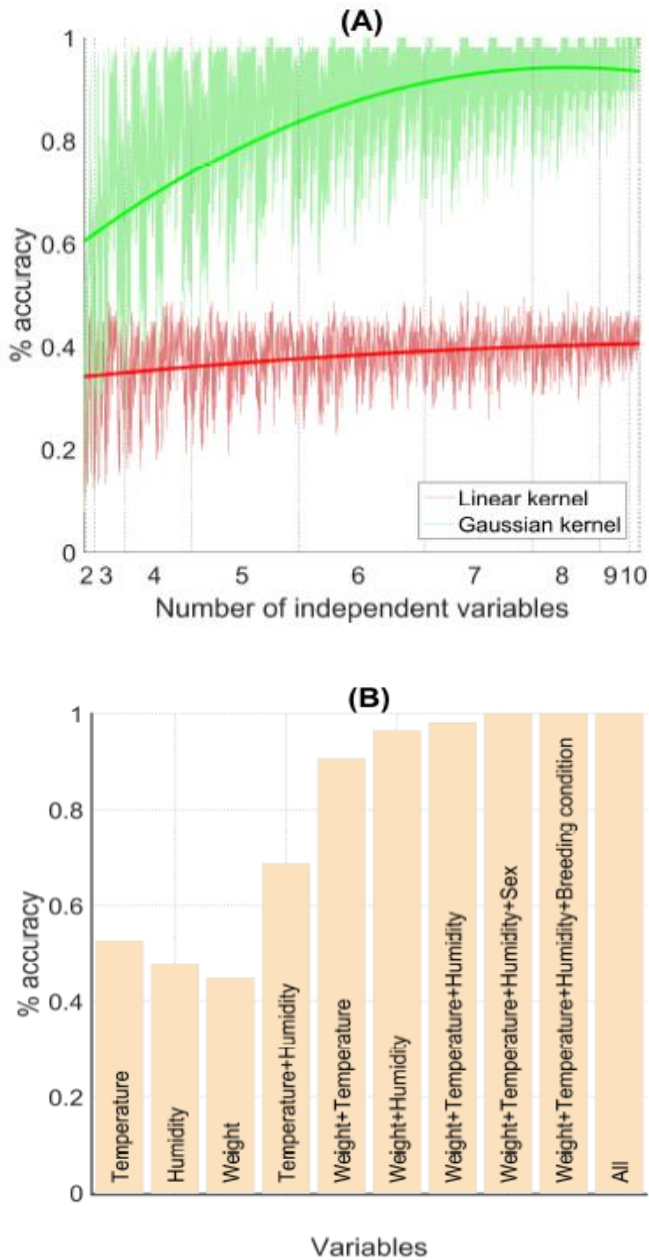 (A)
1
0.8
0.6
0.4
0.2
0
% accuracy
Linear kernel
Gaussian kernel
2 3 4 5 6 7 8 9 10
Number of independent variables
(B)
1
0.8
0.6
0.4
0.2
0
% accuracy
Temperature
Humidity
Weight
Temperature+Humidity
Weight+Temperature
Weight+Humidity
Weight+Temperature+Humidity
Weight+Temperature+Humidity+Sex
Weight+Temperature+Humidity+Breeding condition
All
Variables